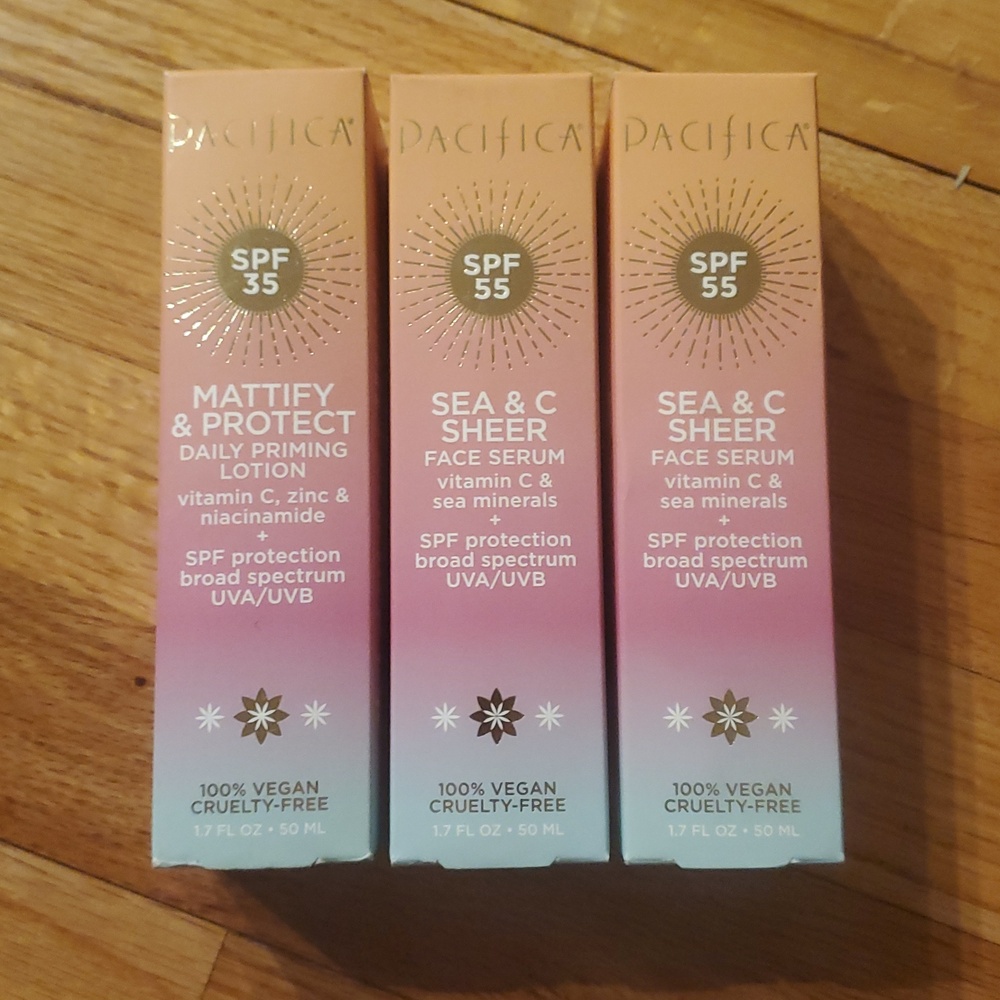 PACIFICA®
SPF
35
MATTIFY
& PROTECT
DAILY PRIMING
LOTION
vitamin C, zinc &
niacinamide
+
SPF protection
broad spectrum
UVA/UVB
100% VEGAN
CRUELTY-FREE
1.7 FL OZ • 50 ML
PACIFICA®
SPF
55
SEA & C
SHEER
FACE SERUM
vitamin C &
sea minerals
+
SPF protection
broad spectrum
UVA/UVB
100% VEGAN
CRUELTY-FREE
1.7 FL OZ • 50 ML
PACIFICA®
SPF
55
SEA & C
SHEER
FACE SERUM
vitamin C &
sea minerals
+
SPF protection
broad spectrum
UVA/UVB
100% VEGAN
CRUELTY-FREE
1.7 FL OZ • 50 ML